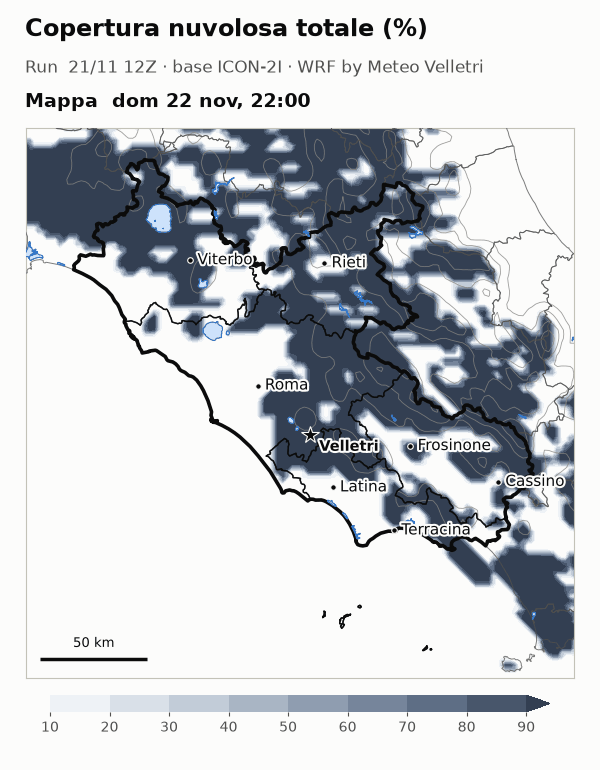 Copertura nuvolosa totale (%)
Run  21/11 12Z · base ICON-2I · WRF by Meteo Velletri
Mappa  dom 22 nov, 22:00
Viterbo
Rieti
Roma
Velletri
Frosinone
Cassino
Latina
Terracina
50 km
10 20 30 40 50 60 70 80 90